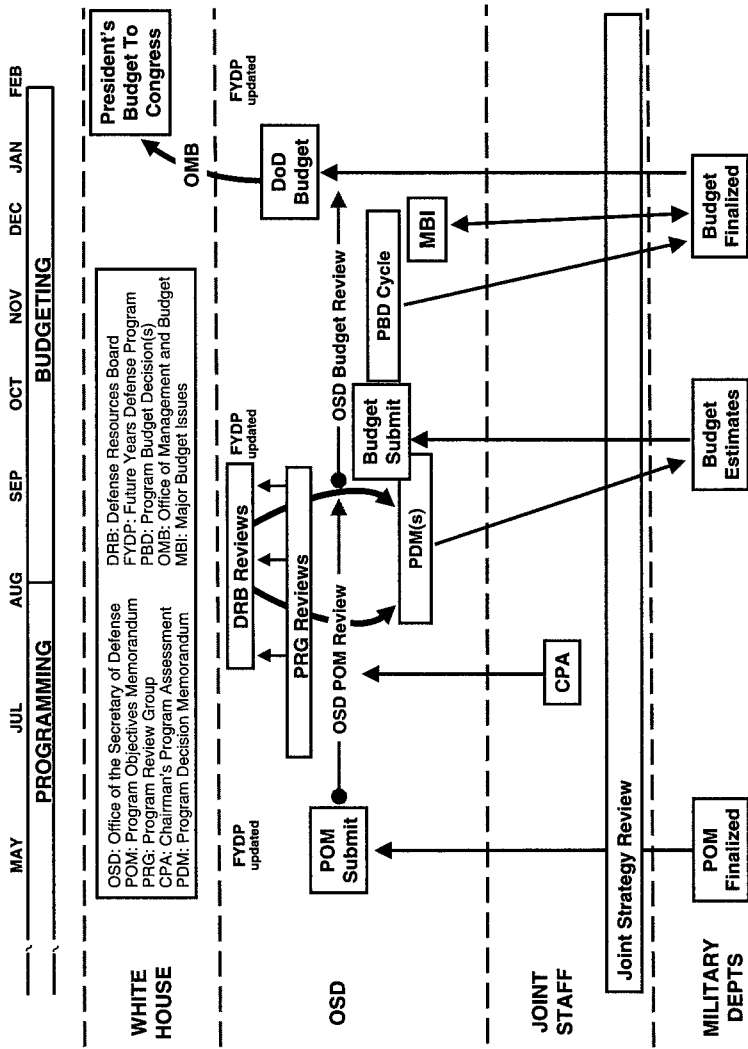 MAY
JUL
AUG
SEP
OCT
NOV
DEC
JAN
FEB
PROGRAMMING
BUDGETING
WHITE
HOUSE
OSD: Office of the Secretary of Defense
POM: Program Objectives Memorandum
PRG: Program Review Group
CPA: Chairman's Program Assessment
PDM: Program Decision Memorandum
DRB: Defense Resources Board
FYDP: Future Years Defense Program
PBD: Program Budget Decision(s)
OMB: Office of Management and Budget
MBI: Major Budget Issues
President's
Budget To
Congress
OMB
OSD
FYDP
updated
FYDP
updated
FYDP
updated
DRB Reviews
PRG Reviews
POM
Submit
OSD POM Review
OSD Budget Review
DoD
Budget
PDM(s)
Budget
Submit
PBD Cycle
MBI
JOINT
STAFF
CPA
Joint Strategy Review
MILITARY
DEPTS
POM
Finalized
Budget
Estimates
Budget
Finalized